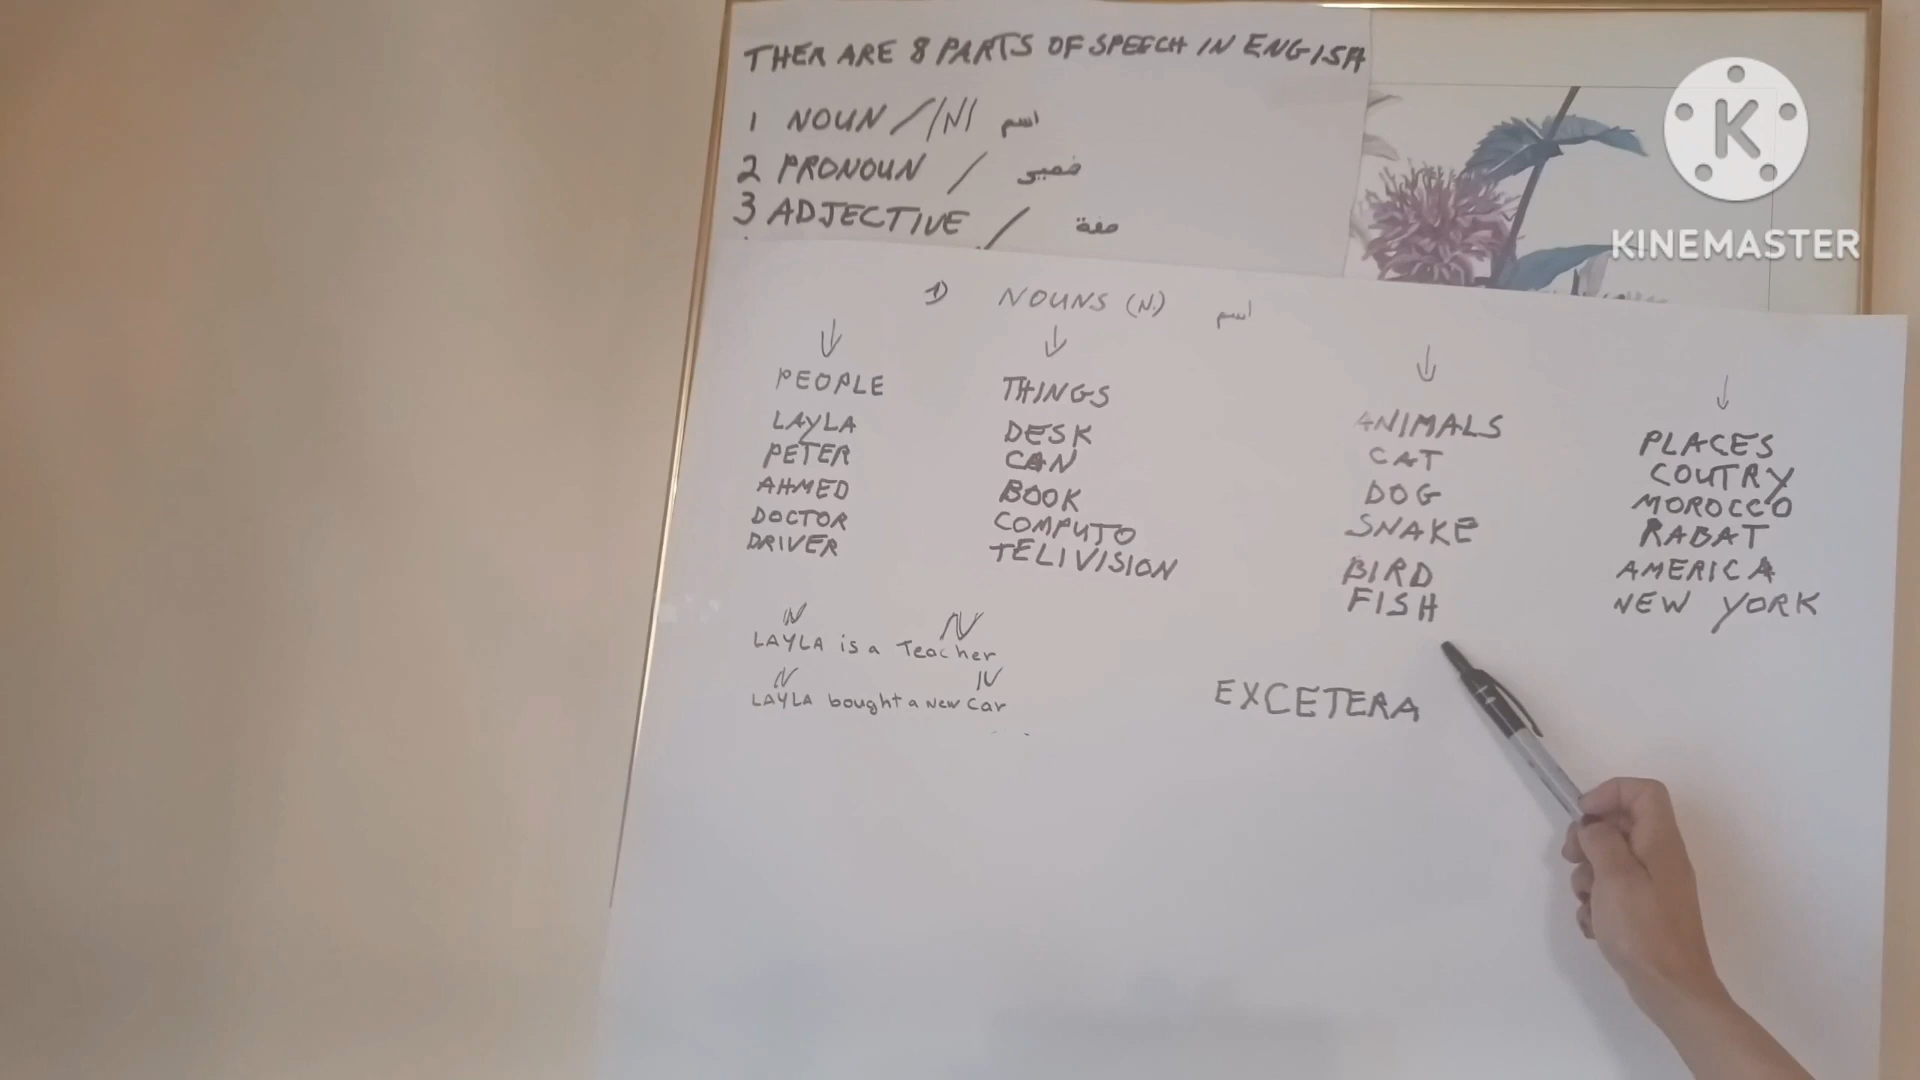 THER ARE 8 PARTS OF SPEECH IN ENGISH
1 NOUN / /N/ اسم
2 PRONOUN / ضمير
3 ADJECTIVE / صفة
K
KINEMASTER
1) NOUNS (N.) اسم
PEOPLE
LAYLA
PETER
AHMED
DOCTOR
DRIVER
THINGS
DESK
CAN
BOOK
COMPUTO
TELIVISION
ANIMALS
CAT
DOG
SNAKE
BIRD
FISH
PLACES
COUTRY
MOROCCO
RABAT
AMERICA
NEW YORK
N N
LAYLA is a Teacher
N N
LAYLA bought a New Car
EXCETERA